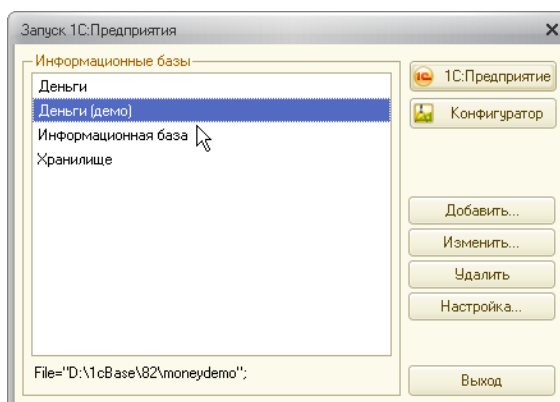 Запуск 1С:Предприятия
Информационные базы
Деньги
Деньги (демо)
Информационная база
Хранилище
File="D:\1cBase\82\moneydemo";
1С:Предприятие
Конфигуратор
Добавить...
Изменить...
Удалить
Настройка...
Выход